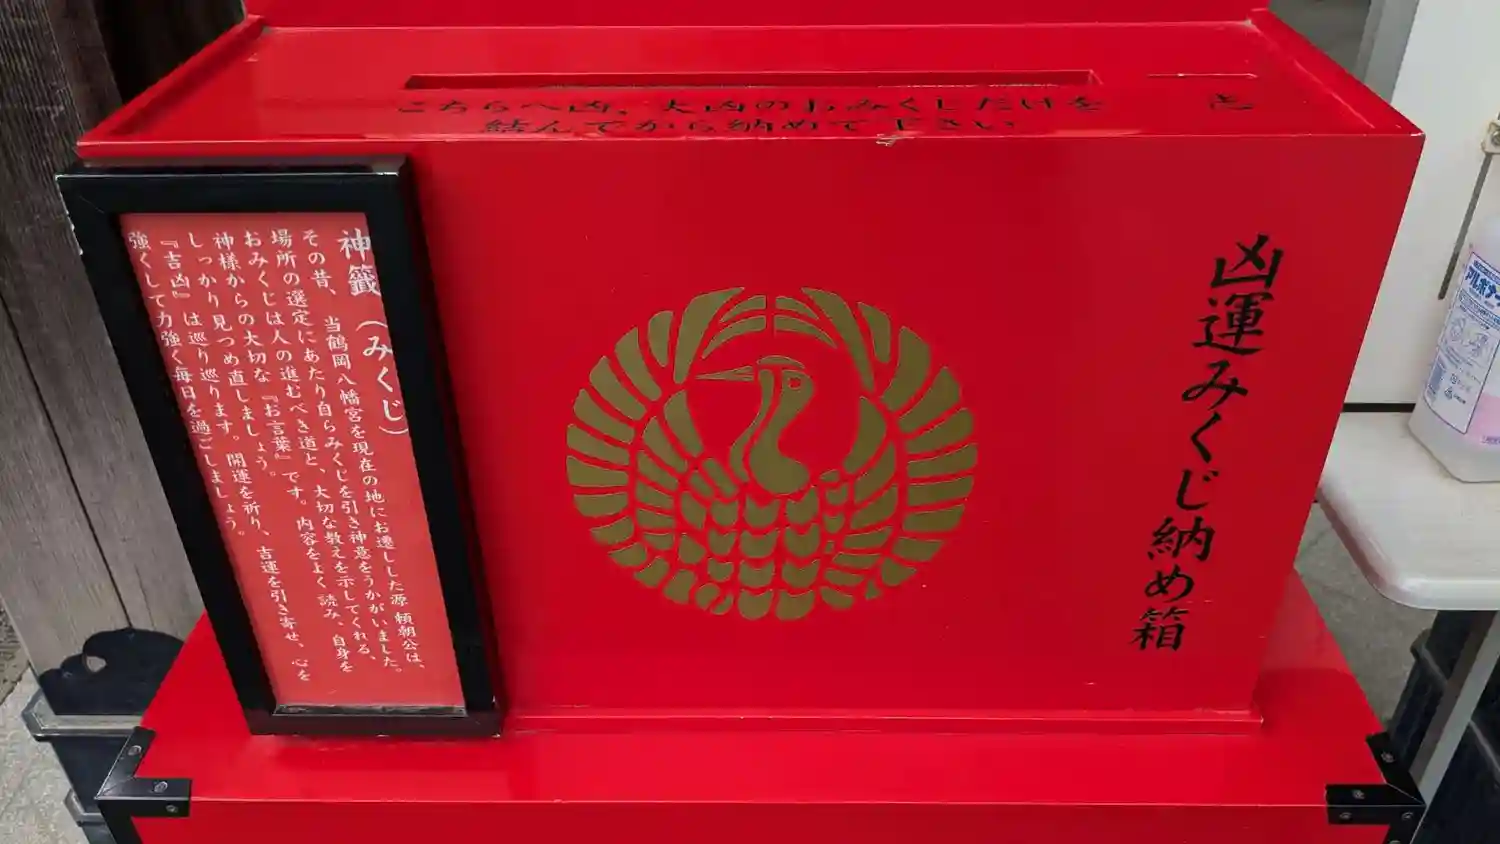 こちらへ凶、大凶のおみくじだけを
結んでから納めて下さい
志
凶運みくじ納め箱
神籤(みくじ)
その昔、当鶴岡八幡宮を現在の地にお遷しした源頼朝公は、
場所の選定にあたり自らみくじを引き神意をうかがいました。
おみくじは人の進むべき道と、大切な教えを示してくれる、
神様からの大切な『お言葉』です。内容をよく読み、自身を
しっかり見つめ直しましょう。
『吉凶』は巡り巡ります。開運を祈り、吉運を引き寄せ、心を
強くして力強く毎日を過ごしましょう。